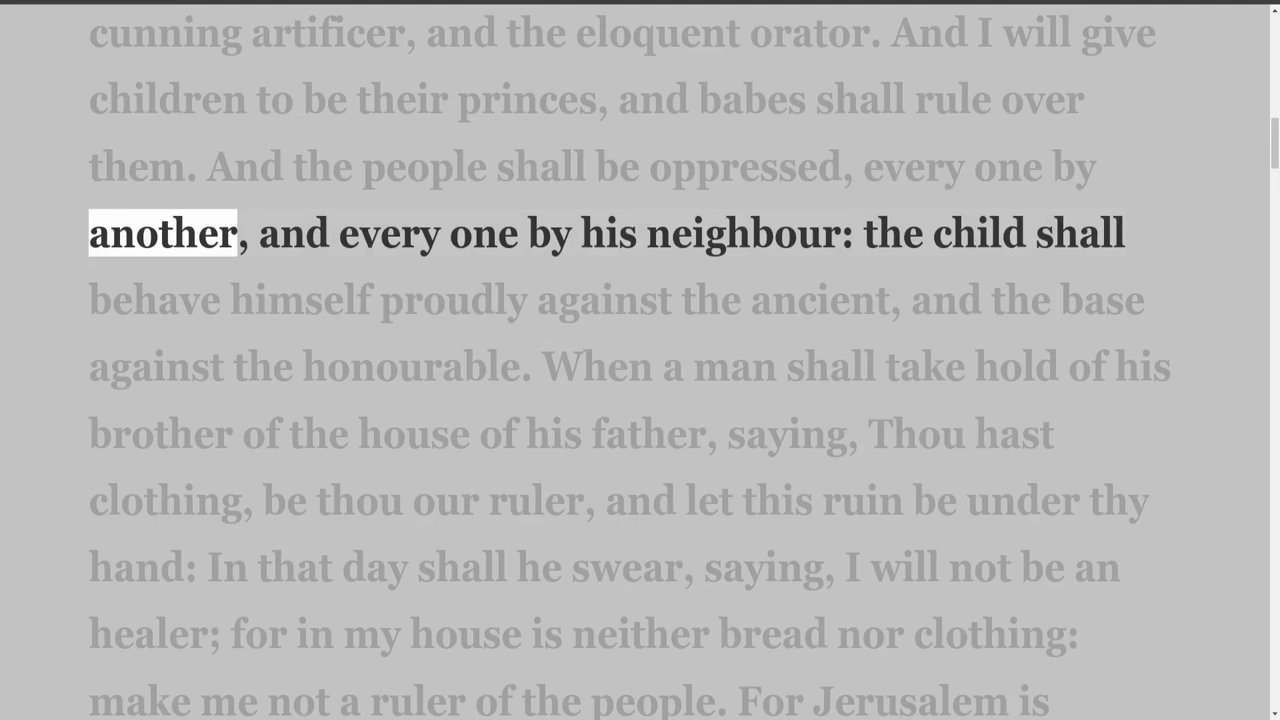 cunning artificer, and the eloquent orator. And I will give
children to be their princes, and babes shall rule over
them. And the people shall be oppressed, every one by
another, and every one by his neighbour: the child shall
behave himself proudly against the ancient, and the base
against the honourable. When a man shall take hold of his
brother of the house of his father, saying, Thou hast
clothing, be thou our ruler, and let this ruin be under thy
hand: In that day shall he swear, saying, I will not be an
healer; for in my house is neither bread nor clothing:
make me not a ruler of the people. For Jerusalem is